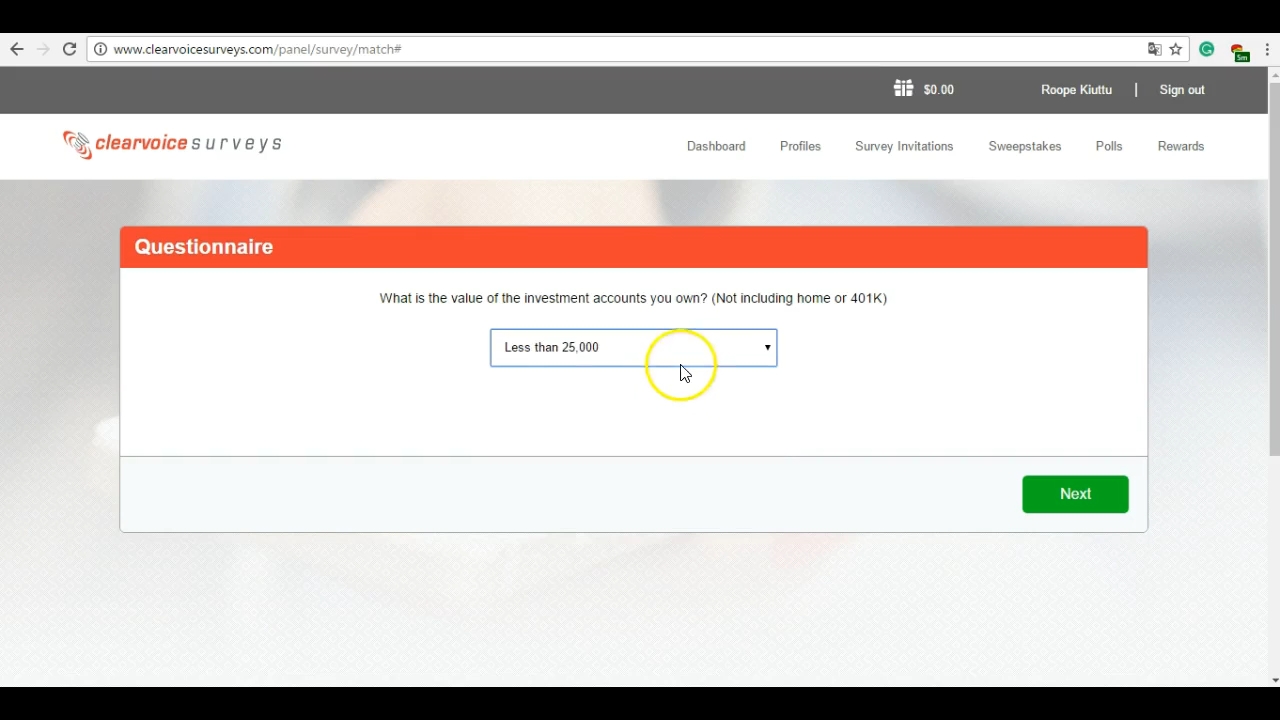 www.clearvoicesurveys.com/panel/survey/match#
5m
$0.00
Roope Kiuttu | Sign out
clearvoicesurveys
Dashboard Profiles Survey Invitations Sweepstakes Polls Rewards
Questionnaire
What is the value of the investment accounts you own? (Not including home or 401K)
Less than 25,000
Next